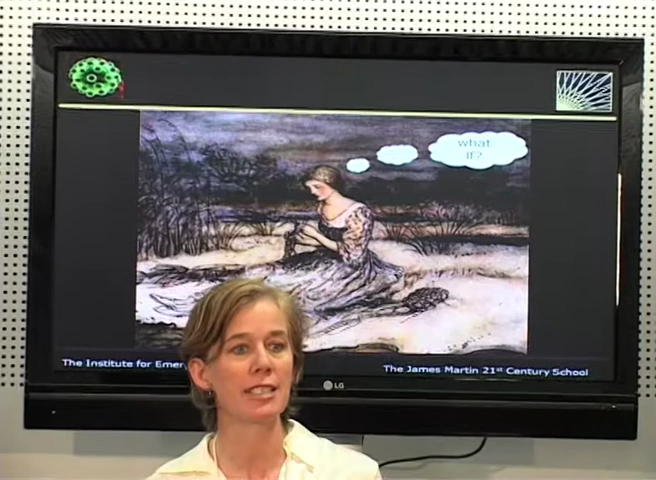 what
if?
The Institute for Emer
The James Martin 21st Century School
LG